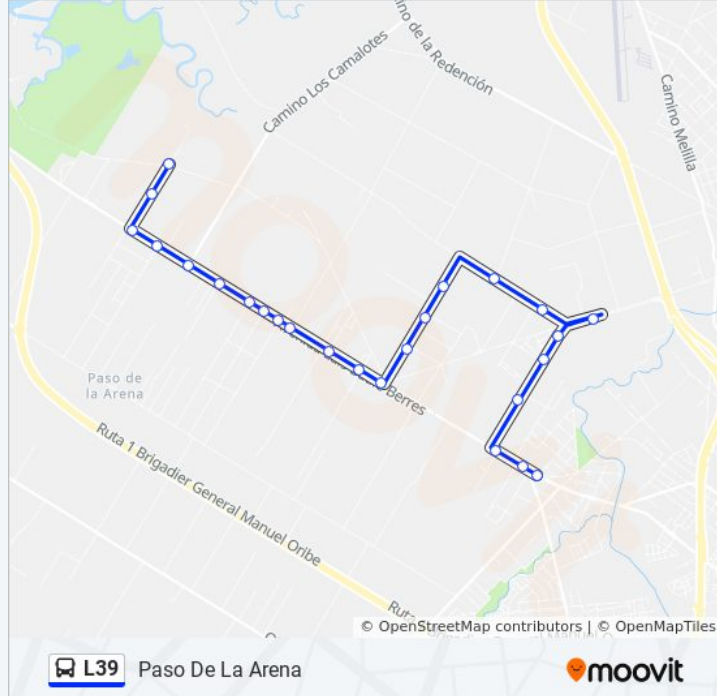 Camino de la Redención
Camino Los Camalotes
Camino Melilla
Berres
Paso de
la Arena
Ruta 1 Brigadier General Manuel Oribe
moovit
© OpenStreetMap contributors | © OpenMapTiles
L39 Paso De La Arena
moovit